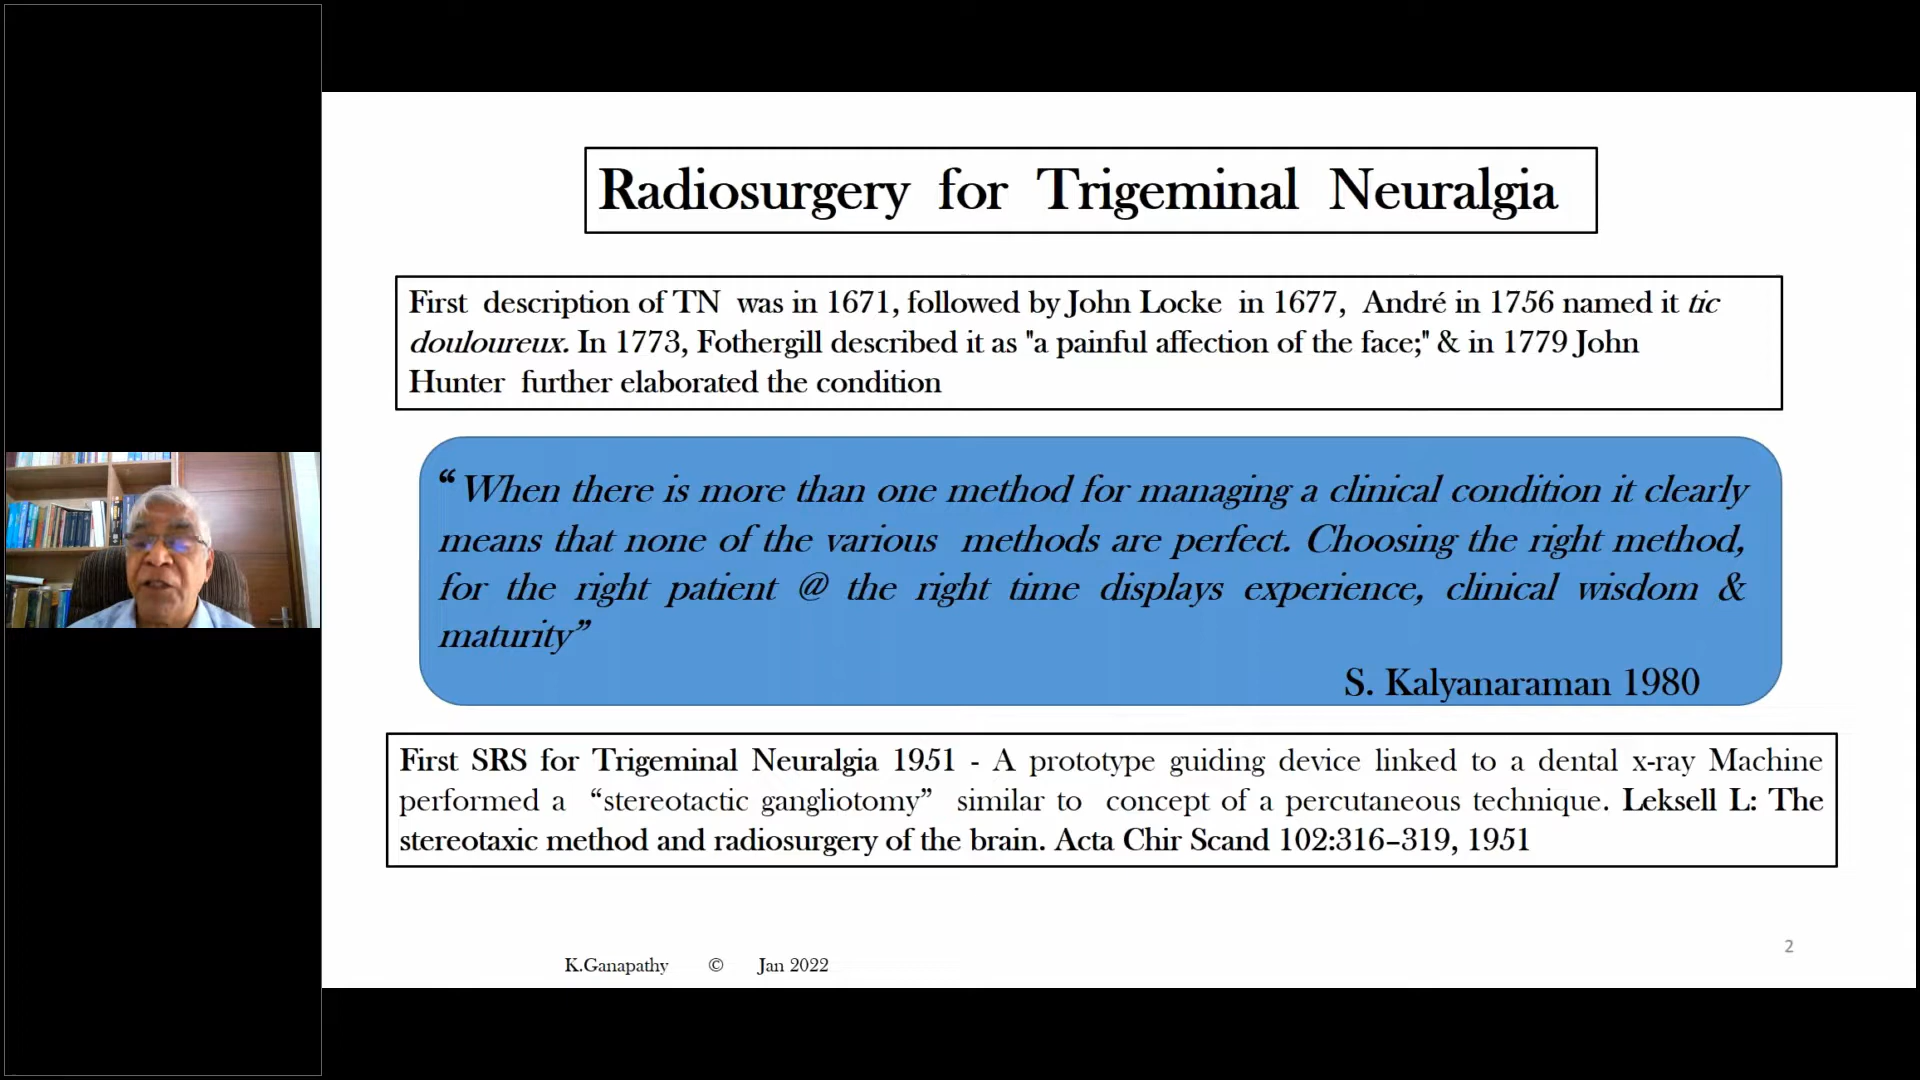 Radiosurgery for Trigeminal Neuralgia
First description of TN was in 1671, followed by John Locke in 1677, André in 1756 named it tic
douloureux. In 1773, Fothergill described it as "a painful affection of the face;" & in 1779 John
Hunter further elaborated the condition
“ When there is more than one method for managing a clinical condition it clearly
means that none of the various methods are perfect. Choosing the right method,
for the right patient @ the right time displays experience, clinical wisdom &
maturity”
S. Kalyanaraman 1980
First SRS for Trigeminal Neuralgia 1951 - A prototype guiding device linked to a dental x-ray Machine
performed a “stereotactic gangliotomy” similar to concept of a percutaneous technique. Leksell L: The
stereotaxic method and radiosurgery of the brain. Acta Chir Scand 102:316–319, 1951
K.Ganapathy © Jan 2022
2